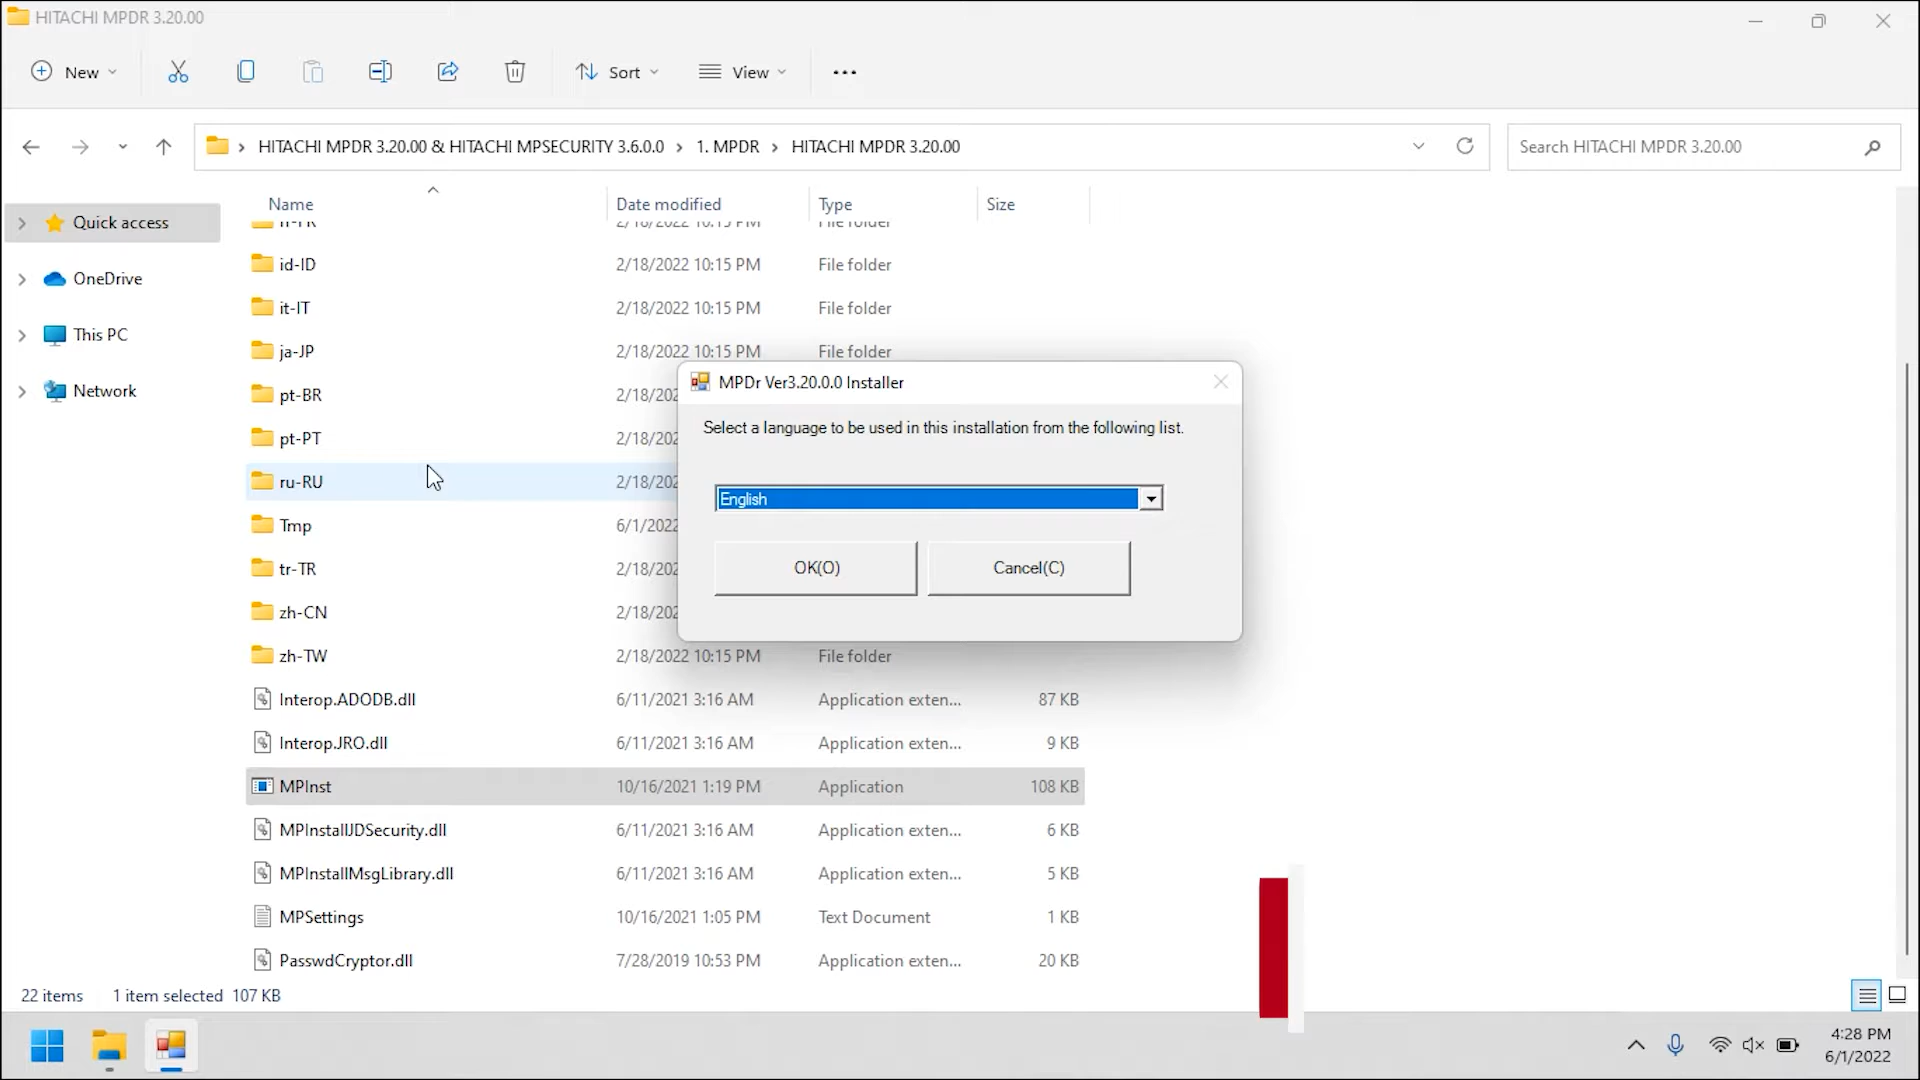 HITACHI MPDR 3.20.00
New
Sort
View
HITACHI MPDR 3.20.00 & HITACHI MPSECURITY 3.6.0.0 > 1. MPDR > HITACHI MPDR 3.20.00
Search HITACHI MPDR 3.20.00
Name Date modified Type Size
Quick access
OneDrive
This PC
Network
2/18/2022 10:15 PM File folder
id-ID 2/18/2022 10:15 PM File folder
it-IT 2/18/2022 10:15 PM File folder
ja-JP 2/18/2022 10:15 PM File folder
pt-BR 2/18/202
pt-PT 2/18/202
ru-RU 2/18/202
Tmp 6/1/2022
tr-TR 2/18/202
zh-CN 2/18/202
zh-TW 2/18/2022 10:15 PM File folder
Interop.ADODB.dll 6/11/2021 3:16 AM Application exten... 87 KB
Interop.JRO.dll 6/11/2021 3:16 AM Application exten... 9 KB
MPInst 10/16/2021 1:19 PM Application 108 KB
MPInstallJDSecurity.dll 6/11/2021 3:16 AM Application exten... 6 KB
MPInstallMsgLibrary.dll 6/11/2021 3:16 AM Application exten... 5 KB
MPSettings 10/16/2021 1:05 PM Text Document 1 KB
PasswdCryptor.dll 7/28/2019 10:53 PM Application exten... 20 KB
MPDr Ver3.20.0.0 Installer
Select a language to be used in this installation from the following list.
English
OK(O) Cancel(C)
22 items 1 item selected 107 KB
4:28 PM
6/1/2022